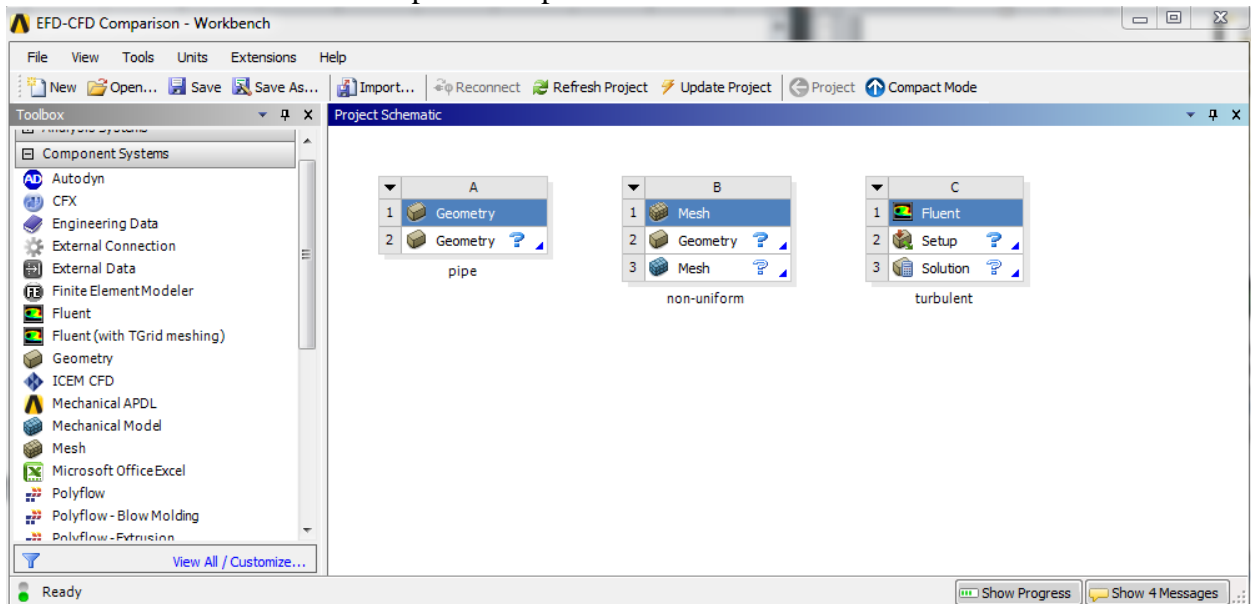 EFD-CFD Comparison - Workbench
File View Tools Units Extensions Help
New Open... Save Save As... Import... Reconnect Refresh Project Update Project Project Compact Mode
Toolbox
Project Schematic
Analysis Systems
Component Systems
Autodyn
CFX
Engineering Data
External Connection
External Data
Finite Element Modeler
Fluent
Fluent (with TGrid meshing)
Geometry
ICEM CFD
Mechanical APDL
Mechanical Model
Mesh
Microsoft Office Excel
Polyflow
Polyflow - Blow Molding
Polyflow - Extrusion
View All / Customize...
A
1 Geometry
2 Geometry ?
pipe
B
1 Mesh
2 Geometry ?
3 Mesh ?
non-uniform
C
1 Fluent
2 Setup ?
3 Solution ?
turbulent
Ready
Show Progress Show 4 Messages